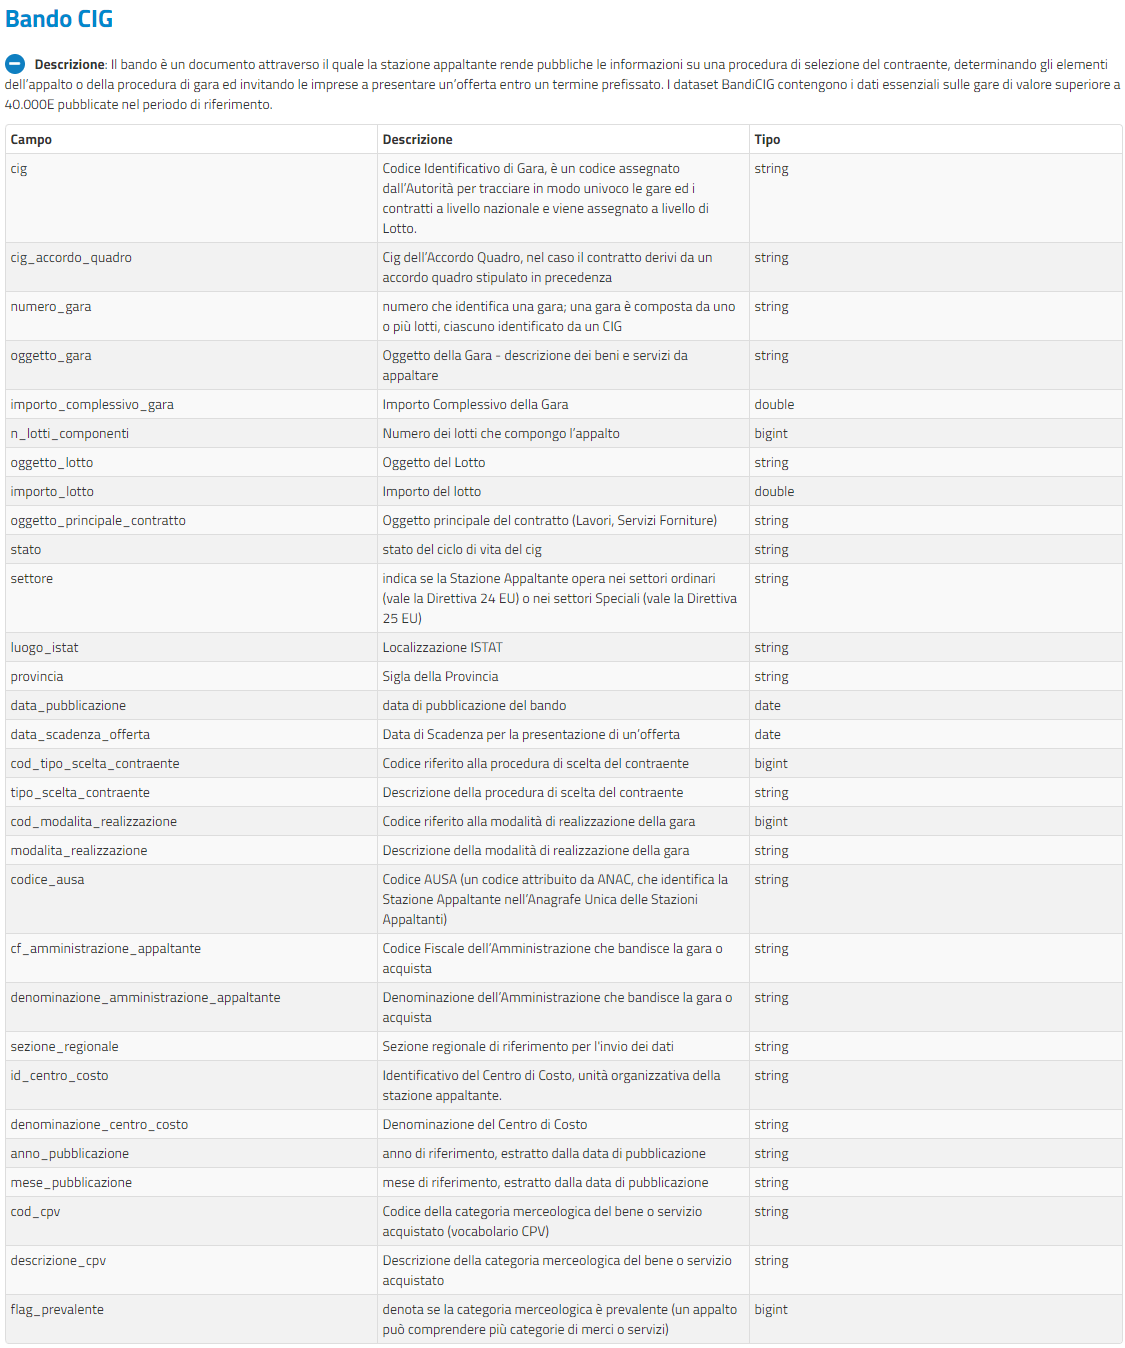 Bando CIG
Descrizione: Il bando è un documento attraverso il quale la stazione appaltante rende pubbliche le informazioni su una procedura di selezione del contraente, determinando gli elementi
dell'appalto o della procedura di gara ed invitando le imprese a presentare un'offerta entro un termine prefissato. I dataset BandiCIG contengono i dati essenziali sulle gare di valore superiore a
40.000E pubblicate nel periodo di riferimento.
Campo Descrizione Tipo
cig Codice Identificativo di Gara, è un codice assegnato string
dall'Autorità per tracciare in modo univoco le gare ed i
contratti a livello nazionale e viene assegnato a livello di
Lotto.
cig_accordo_quadro Cig dell'Accordo Quadro, nel caso il contratto derivi da un string
accordo quadro stipulato in precedenza
numero_gara numero che identifica una gara; una gara è composta da uno string
o più lotti, ciascuno identificato da un CIG
oggetto_gara Oggetto della Gara - descrizione dei beni e servizi da string
appaltare
importo_complessivo_gara Importo Complessivo della Gara double
n_lotti_componenti Numero dei lotti che compongo l'appalto bigint
oggetto_lotto Oggetto del Lotto string
importo_lotto Importo del lotto double
oggetto_principale_contratto Oggetto principale del contratto (Lavori, Servizi Forniture) string
stato stato del ciclo di vita del cig string
settore indica se la Stazione Appaltante opera nei settori ordinari string
(vale la Direttiva 24 EU) o nei settori Speciali (vale la Direttiva
25 EU)
luogo_istat Localizzazione ISTAT string
provincia Sigla della Provincia string
data_pubblicazione data di pubblicazione del bando date
data_scadenza_offerta Data di Scadenza per la presentazione di un'offerta date
cod_tipo_scelta_contraente Codice riferito alla procedura di scelta del contraente bigint
tipo_scelta_contraente Descrizione della procedura di scelta del contraente string
cod_modalita_realizzazione Codice riferito alla modalità di realizzazione della gara bigint
modalita_realizzazione Descrizione della modalità di realizzazione della gara string
codice_ausa Codice AUSA (un codice attribuito da ANAC, che identifica la string
Stazione Appaltante nell'Anagrafe Unica delle Stazioni
Appaltanti)
cf_amministrazione_appaltante Codice Fiscale dell'Amministrazione che bandisce la gara o string
acquista
denominazione_amministrazione_appaltante Denominazione dell'Amministrazione che bandisce la gara o string
acquista
sezione_regionale Sezione regionale di riferimento per l'invio dei dati string
id_centro_costo Identificativo del Centro di Costo, unità organizzativa della string
stazione appaltante.
denominazione_centro_costo Denominazione del Centro di Costo string
anno_pubblicazione anno di riferimento, estratto dalla data di pubblicazione string
mese_pubblicazione mese di riferimento, estratto dalla data di pubblicazione string
cod_cpv Codice della categoria merceologica del bene o servizio string
acquistato (vocabolario CPV)
descrizione_cpv Descrizione della categoria merceologica del bene o servizio string
acquistato
flag_prevalente denota se la categoria merceologica è prevalente (un appalto bigint
può comprendere più categorie di merci o servizi)